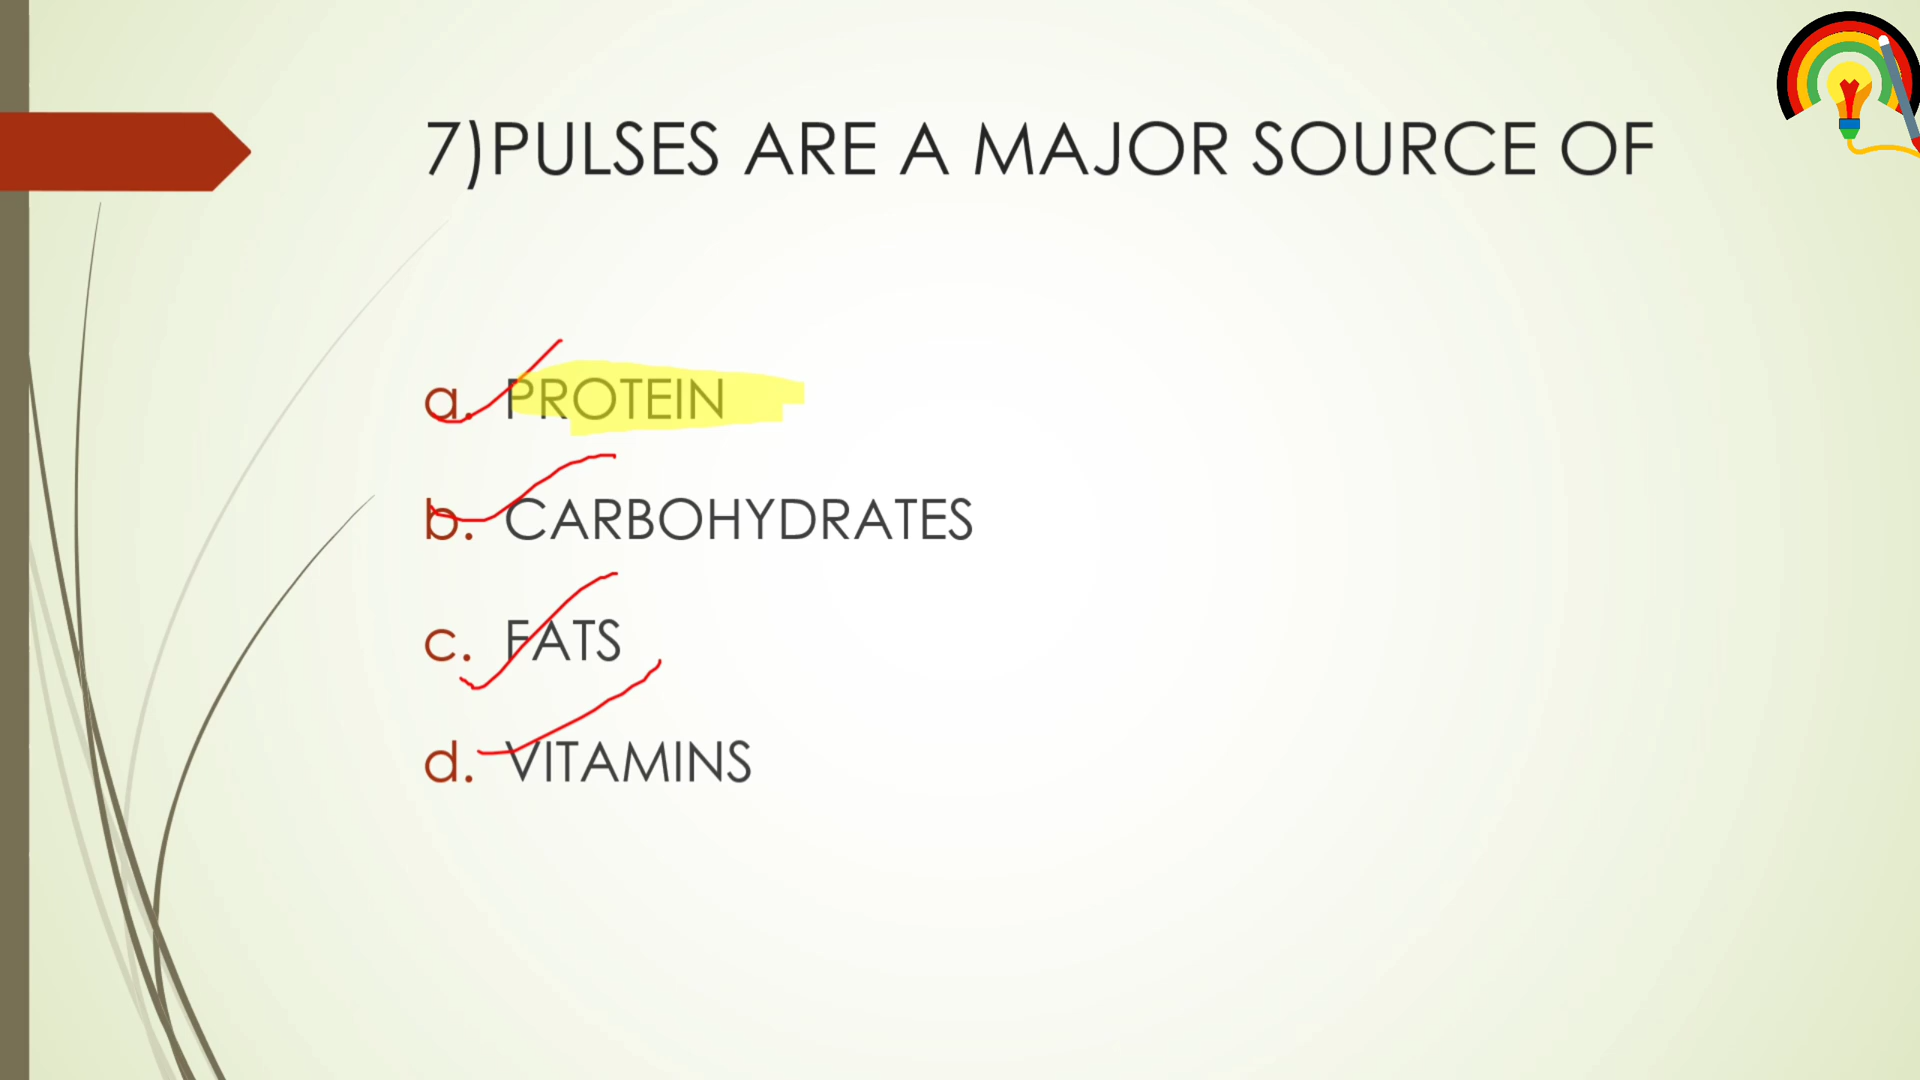 7)PULSES ARE A MAJOR SOURCE OF
a. PROTEIN
b. CARBOHYDRATES
c. FATS
d. VITAMINS